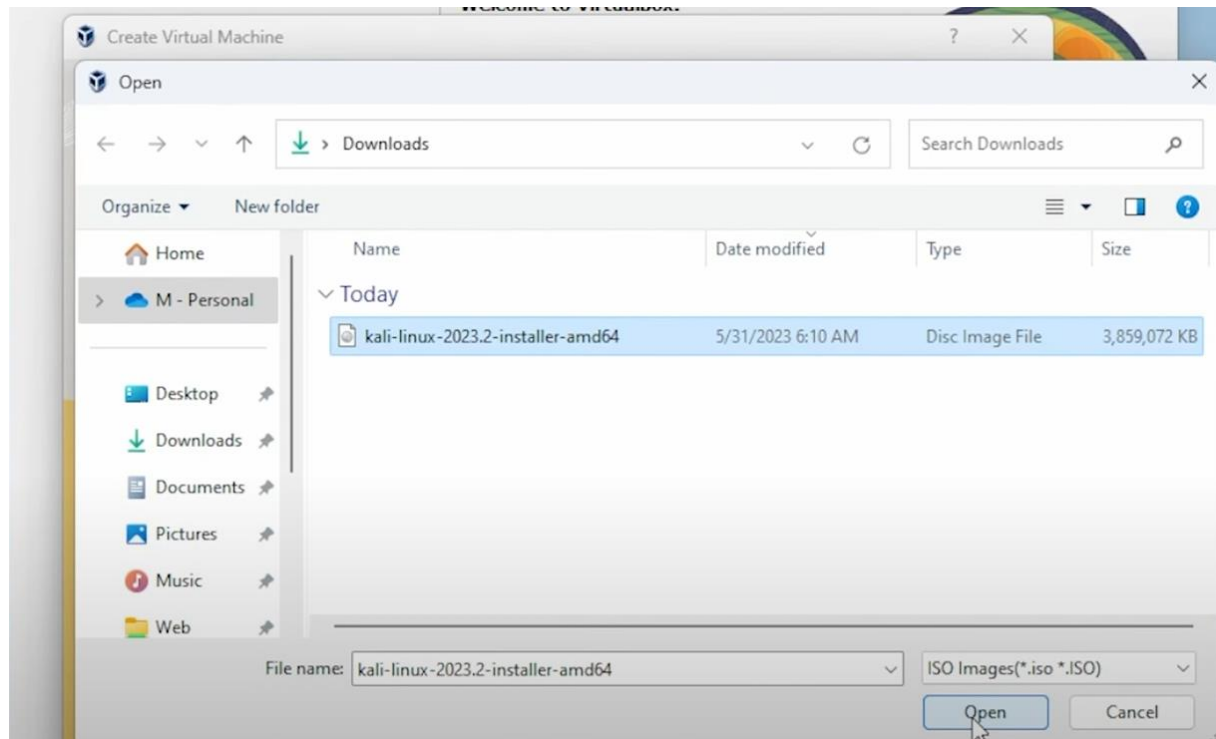 Welcome to VirtualBox!
Create Virtual Machine ?
Open
Downloads Search Downloads
Organize New folder ?
Name Date modified Type Size
Home
M - Personal
Today
kali-linux-2023.2-installer-amd64 5/31/2023 6:10 AM Disc Image File 3,859,072 KB
Desktop
Downloads
Documents
Pictures
Music
Web
File name: kali-linux-2023.2-installer-amd64 ISO Images(*.iso *.ISO)
Open Cancel